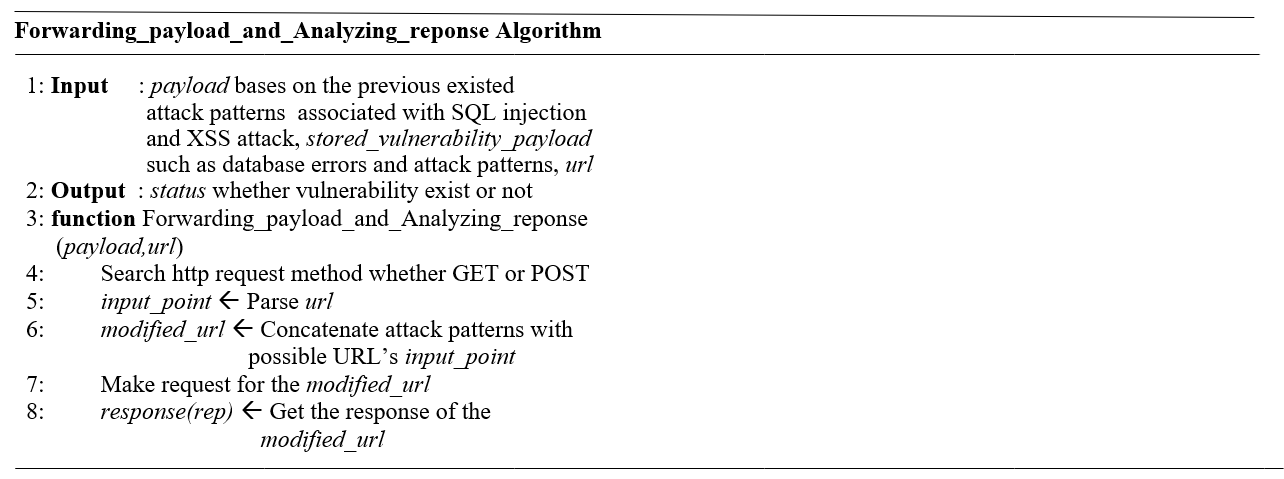 Forwarding_payload_and_Analyzing_reponse Algorithm
1: Input : payload bases on the previous existed
attack patterns associated with SQL injection
and XSS attack, stored_vulnerability_payload
such as database errors and attack patterns, url
2: Output : status whether vulnerability exist or not
3: function Forwarding_payload_and_Analyzing_reponse
(payload,url)
4: Search http request method whether GET or POST
5: input_point ← Parse url
6: modified_url ← Concatenate attack patterns with
possible URL’s input_point
7: Make request for the modified_url
8: response(rep) ← Get the response of the
modified_url